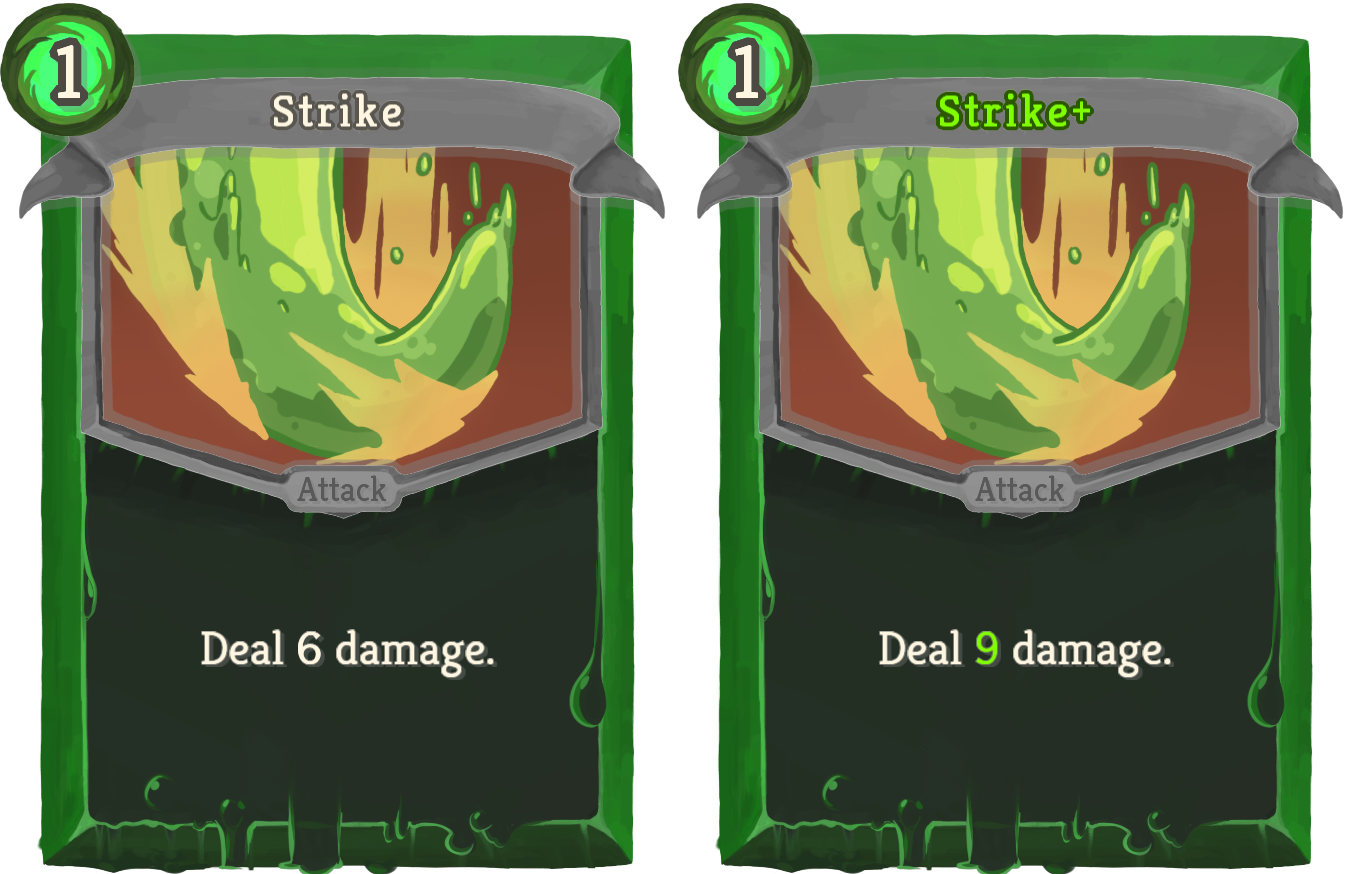 1
Strike
Attack
Deal 6 damage.
1
Strike+
Attack
Deal 9 damage.